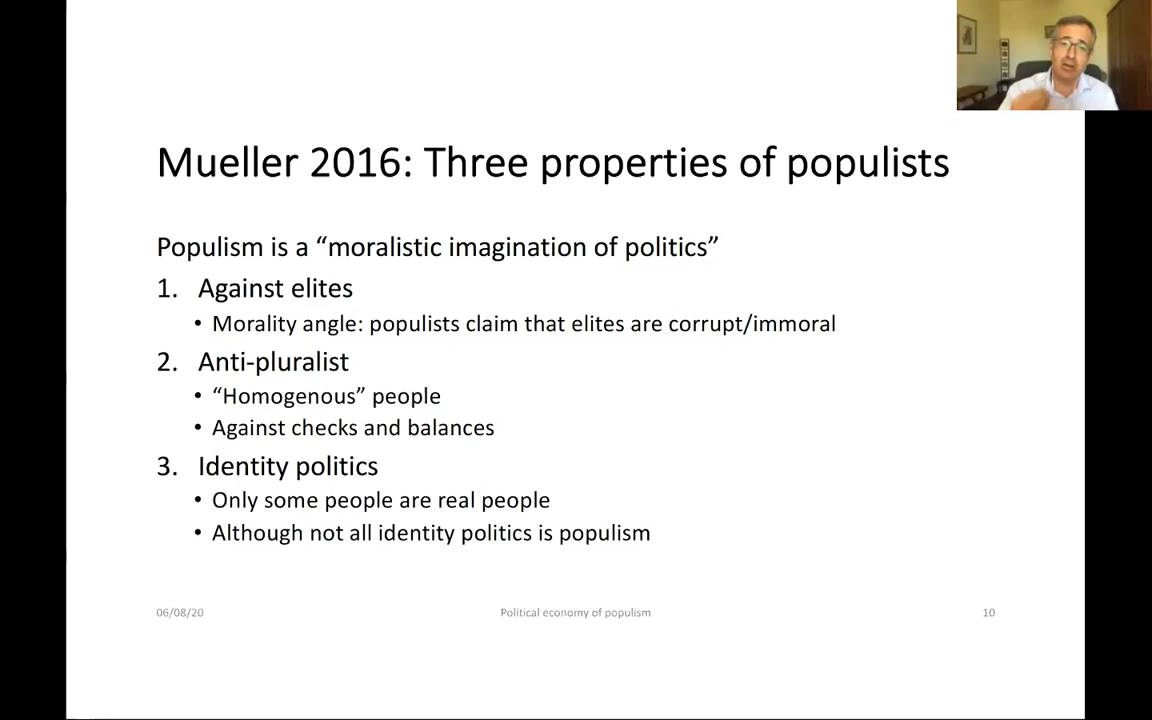 Mueller 2016: Three properties of populists
Populism is a “moralistic imagination of politics”
1. Against elites
• Morality angle: populists claim that elites are corrupt/immoral
2. Anti-pluralist
• “Homogenous” people
• Against checks and balances
3. Identity politics
• Only some people are real people
• Although not all identity politics is populism
06/08/20
Political economy of populism
10